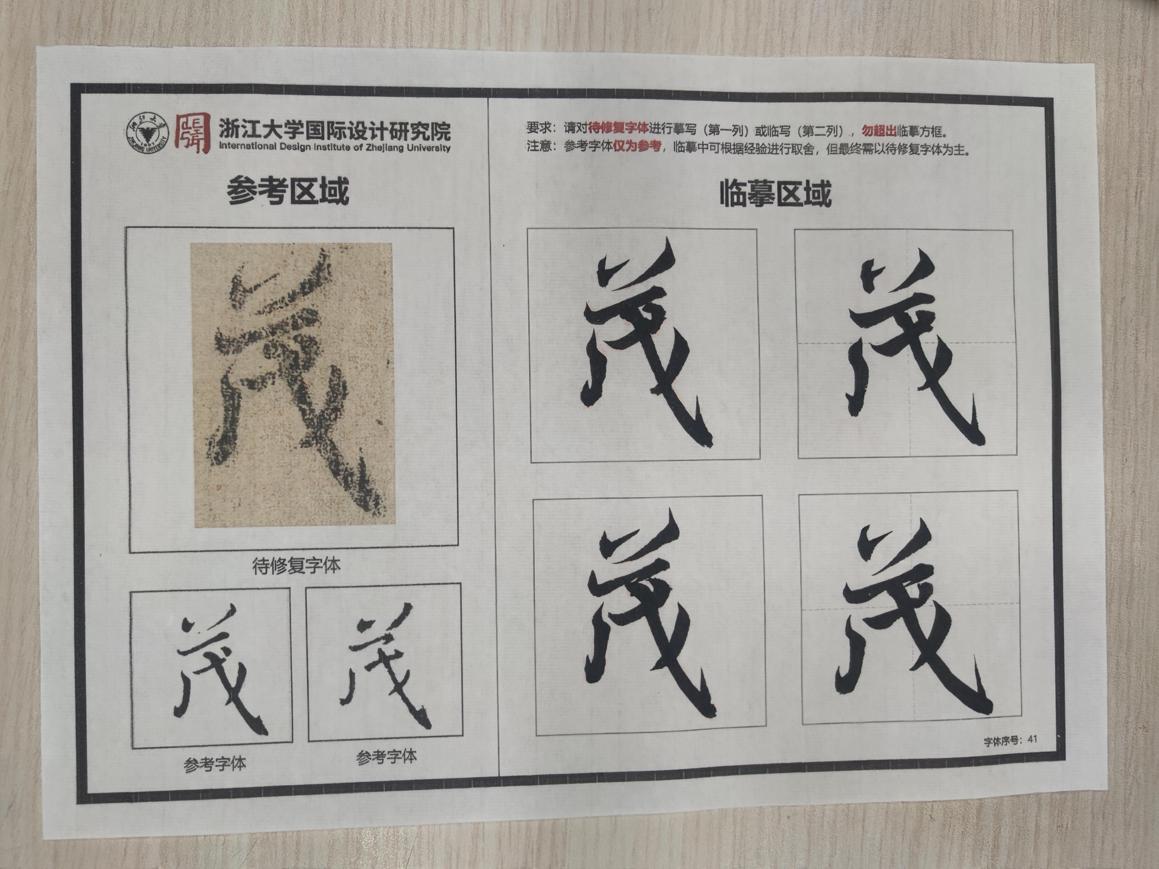 浙江大学国际设计研究院
International Design Institute of Zhejiang University
参考区域
茂
待修复字体
茂
茂
参考字体
参考字体
要求：请对待修复字体进行摹写（第一列）或临写（第二列），勿超出临摹方框。
注意：参考字体仅为参考，临摹中可根据经验进行取舍，但最终需以待修复字体为主。
临摹区域
茂
茂
茂
茂
字体序号：41